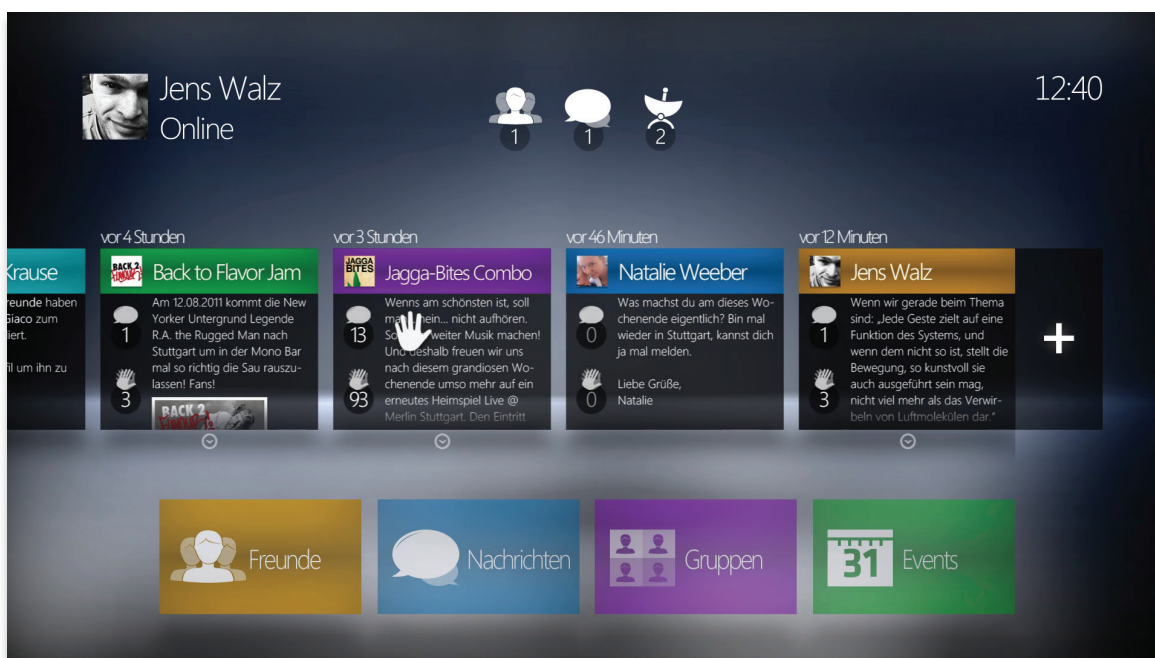 Jens Walz
Online
12:40
1
1
2
vor 4 Stunden
vor 3 Stunden
vor 46 Minuten
vor 12 Minuten
Krause
reunde haben
Giaco zum
iert.
fil um ihn zu
BACK 2
Back to Flavor Jam
1
3
Am 12.08.2011 kommt die New
Yorker Untergrund Legende
R.A. the Rugged Man nach
Stuttgart um in der Mono Bar
mal so richtig die Sau rauszu-
lassen! Fans!
BACK 2
JAGGA
BITES
Jagga-Bites Combo
13
93
Wenns am schönsten ist, soll
nicht aufhören.
weiter Musik machen!
Und deshalb freuen wir uns
nach diesem grandiosen Wo-
chenende umso mehr auf ein
erneutes Heimspiel Live @
Merlin Stuttgart. Den Eintritt
Natalie Weeber
0
0
Was machst du am dieses Wo-
chenende eigentlich? Bin mal
wieder in Stuttgart, kannst dich
ja mal melden.
Liebe Grüße,
Natalie
Jens Walz
1
3
Wenn wir gerade beim Thema
sind: „Jede Geste zielt auf eine
Funktion des Systems, und
wenn dem nicht so ist, stellt die
Bewegung, so kunstvoll sie
auch ausgeführt sein mag,
nicht viel mehr als das Verwir-
beln von Luftmolekülen dar.“
+
Freunde
Nachrichten
Gruppen
31
Events